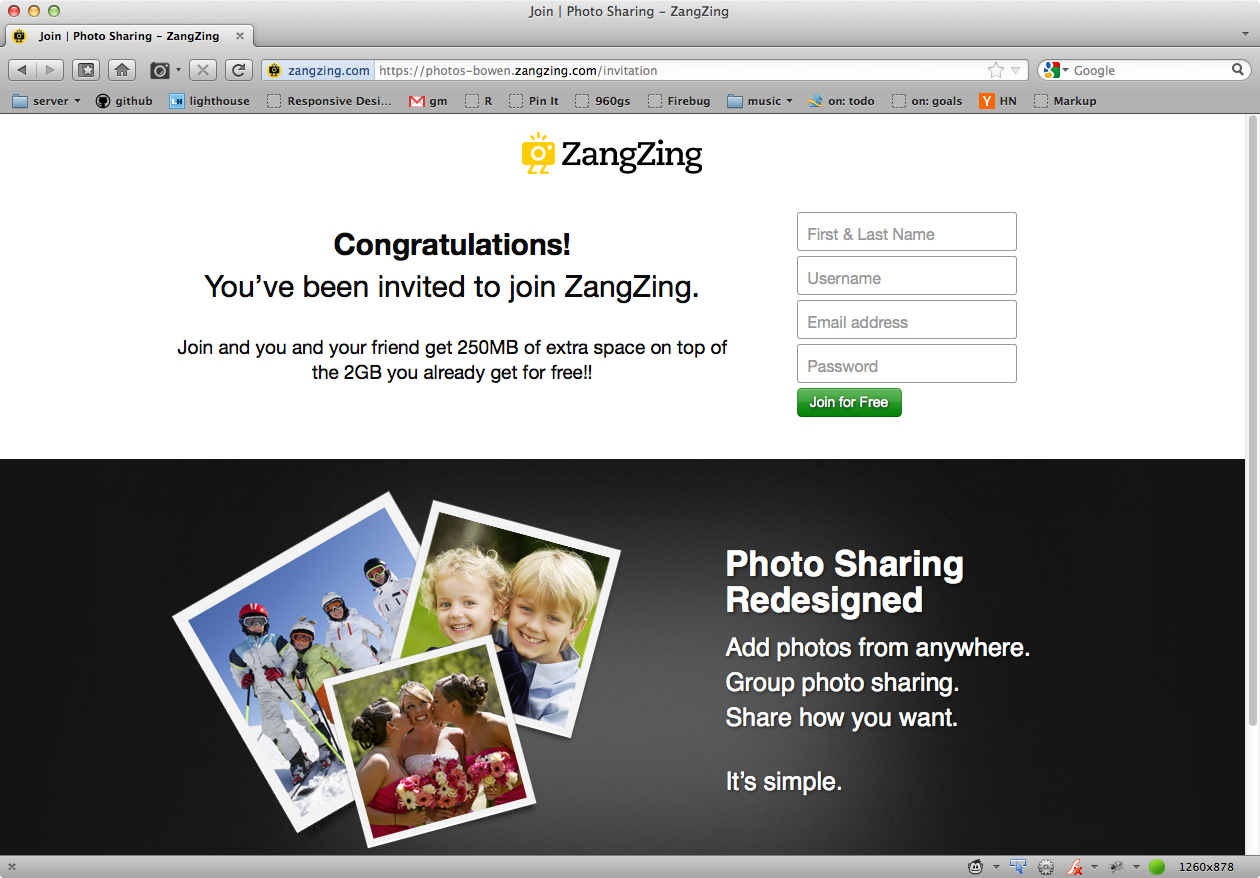 Join | Photo Sharing – ZangZing
Join | Photo Sharing – ZangZing
zangzing.com https://photos-bowen.zangzing.com/invitation
Google
server github lighthouse Responsive Desi... gm R Pin It 960gs Firebug music on: todo on: goals Y HN Markup
ZangZing
Congratulations!
You’ve been invited to join ZangZing.
Join and you and your friend get 250MB of extra space on top of
the 2GB you already get for free!!
First & Last Name
Username
Email address
Password
Join for Free
Photo Sharing
Redesigned
Add photos from anywhere.
Group photo sharing.
Share how you want.
It’s simple.
1260x878